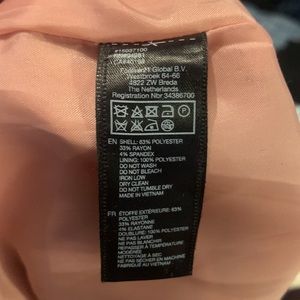 Global B.V.
Westbroek 64-66
4822 ZW Breda
The Netherlands
Registration Nbr 34386700
P
EN SHELL: 63% POLYESTER
33% RAYON
4% SPANDEX
LINING: 100% POLYESTER
DO NOT WASH
DO NOT BLEACH
IRON LOW
DRY CLEAN
DO NOT TUMBLE DRY
MADE IN VIETNAM
FR ÉTOFFE EXTÉRIEURE: 63%
POLYESTER
33% RAYONNE
4% ELASTANE
DOUBLURE: 100% POLYESTER
NE PAS LAVER
NE PAS BLANCHIR
REPASSER À TEMPÉRATURE
MODÉRÉE
NETTOYAGE À SEC
NE PAS SÉCHER EN MACHINE
FABRIQUÉ AU VIETNAM